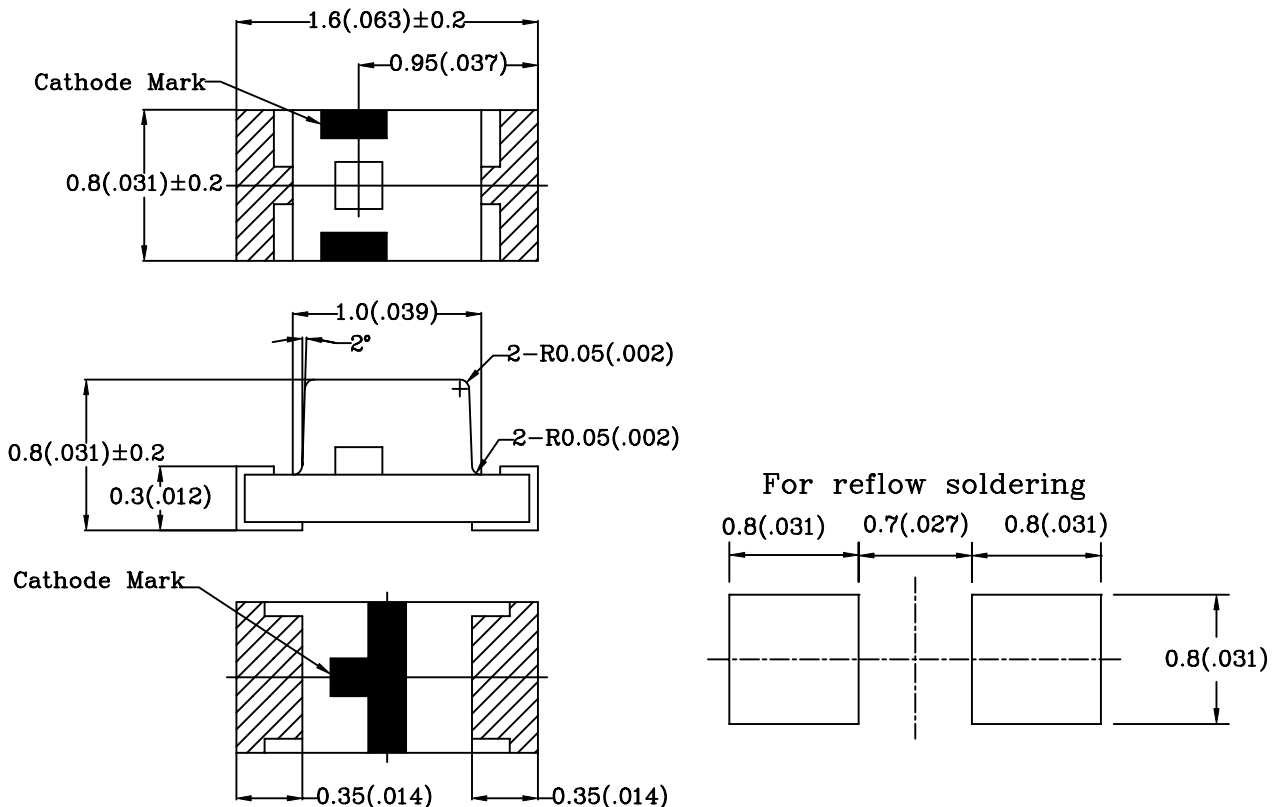 1.6(.063)±0.2
0.95(.037)
Cathode Mark
0.8(.031)±0.2
1.0(.039)
2°
2-R0.05(.002)
2-R0.05(.002)
0.8(.031)±0.2
0.3(.012)
For reflow soldering
0.8(.031)
0.7(.027)
0.8(.031)
Cathode Mark
0.8(.031)
0.35(.014)
0.35(.014)